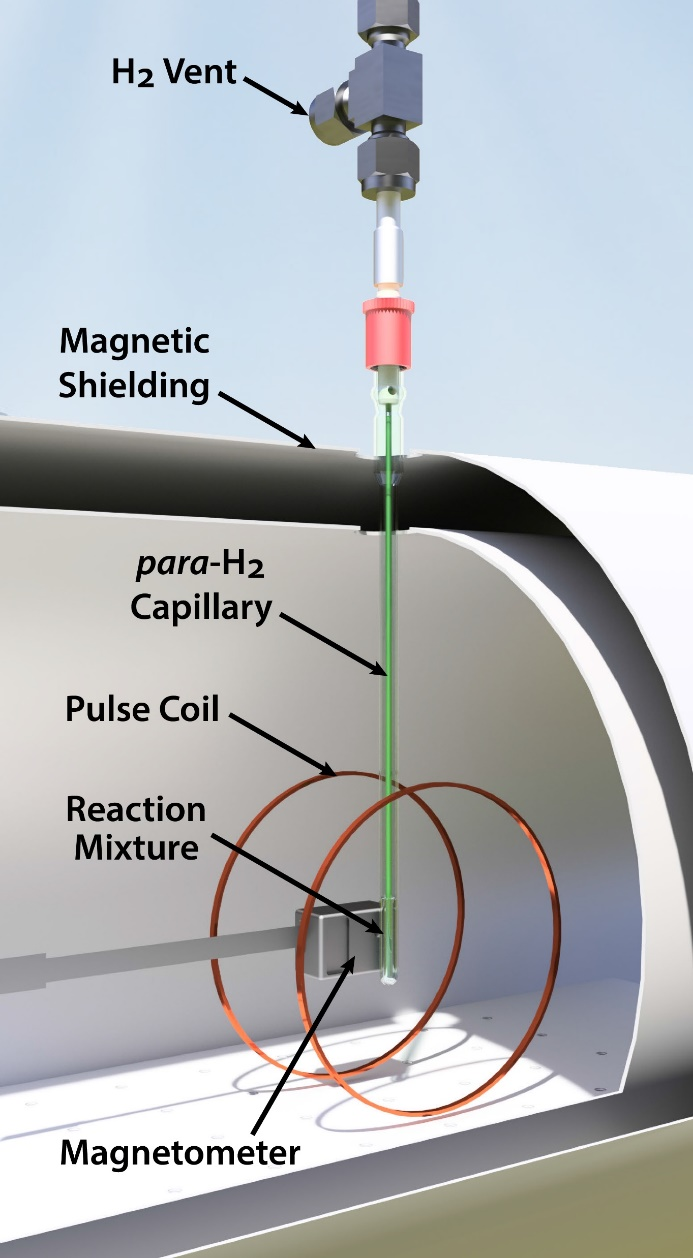 H2 Vent
Magnetic
Shielding
para-H2
Capillary
Pulse Coil
Reaction
Mixture
Magnetometer